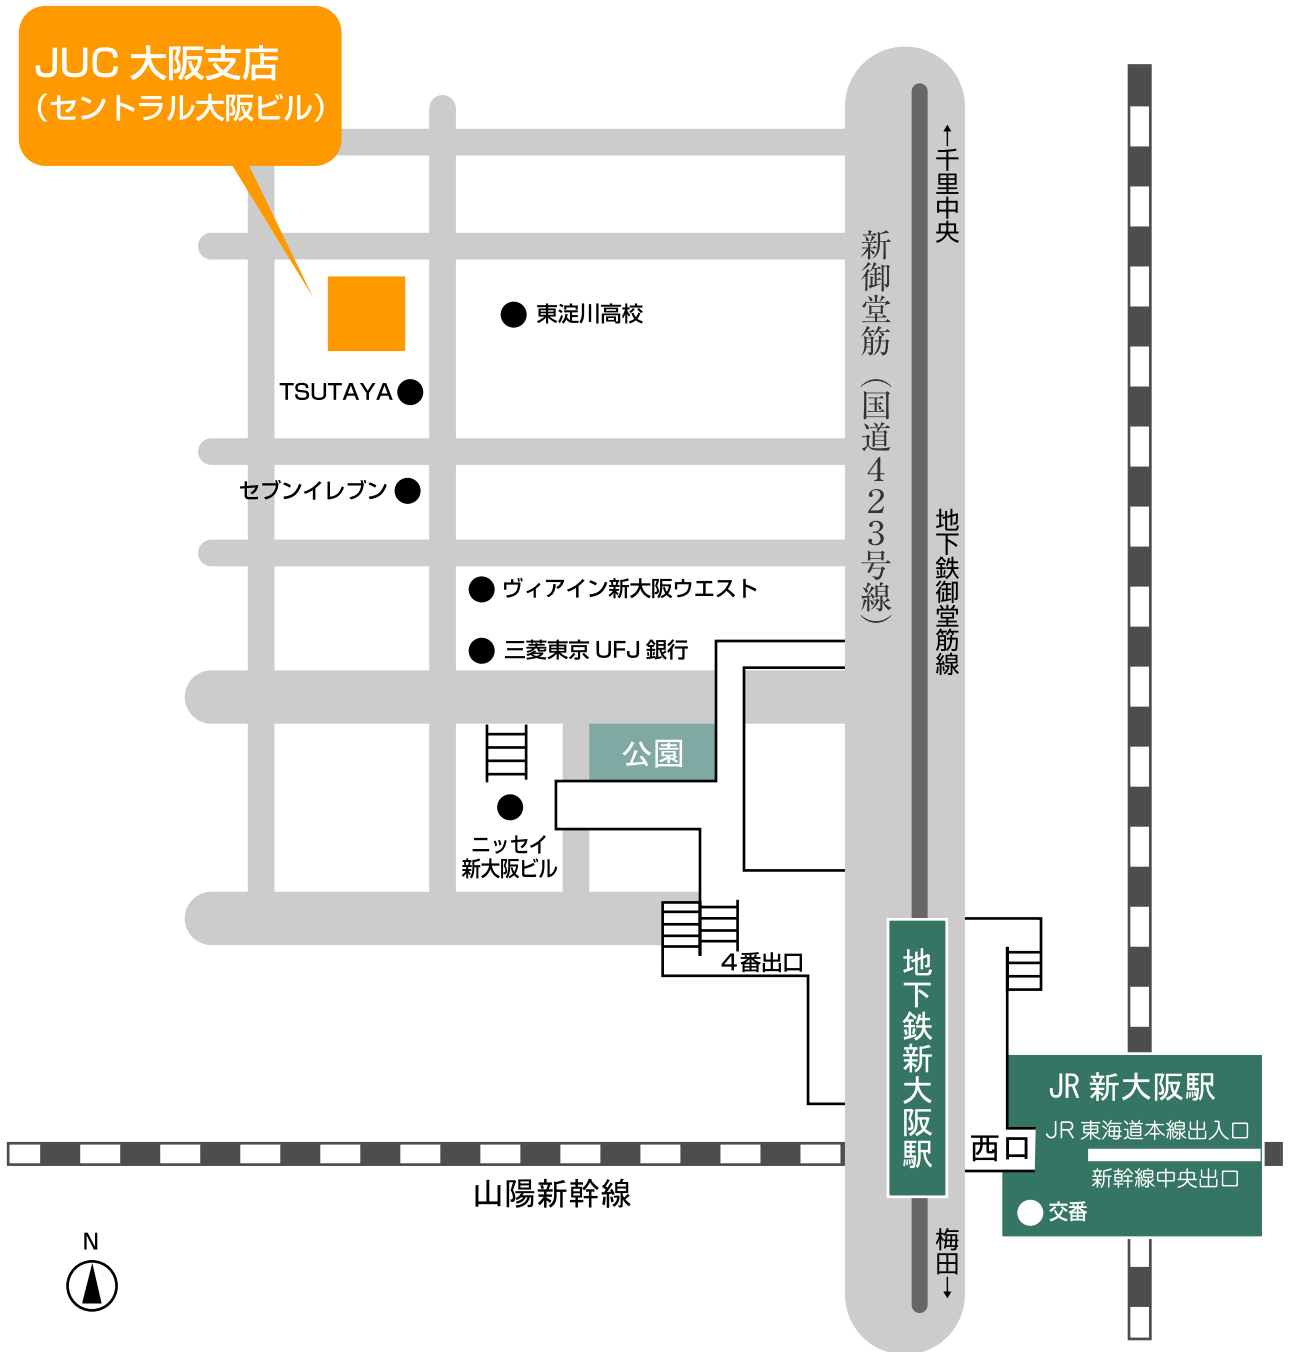 JUC 大阪支店
（セントラル大阪ビル）
←千里中央
新御堂筋（国道４２３号線）
東淀川高校
TSUTAYA
セブンイレブン
地下鉄御堂筋線
ヴィアイン新大阪ウエスト
三菱東京 UFJ 銀行
公園
ニッセイ
新大阪ビル
４番出口
地下鉄新大阪駅
JR 新大阪駅
JR 東海道本線出入口
西口
新幹線中央出口
交番
山陽新幹線
梅田→
N